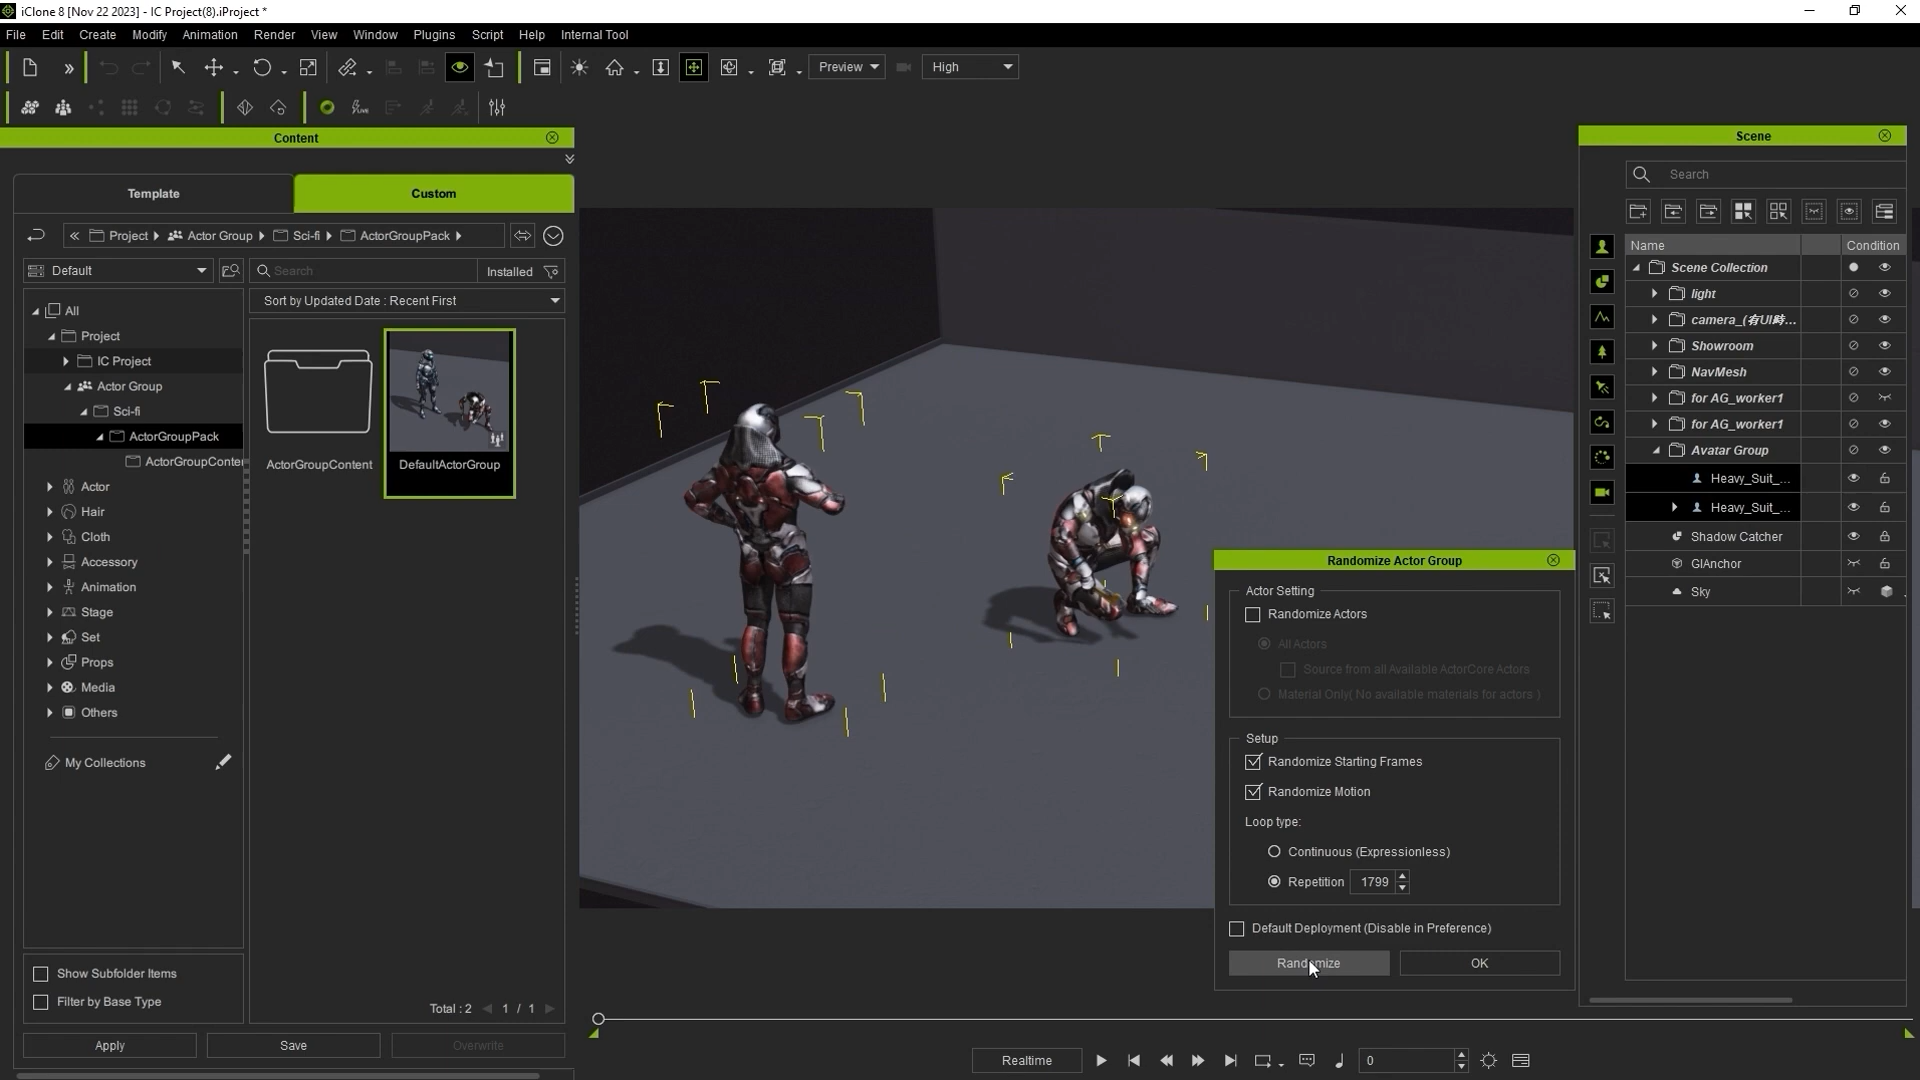 iClone 8 [Nov 22 2023] - IC Project(8).iProject *
File Edit Create Modify Animation Render View Window Plugins Script Help Internal Tool
Preview High
Content
Template Custom
Project Actor Group Sci-fi ActorGroupPack
Default Search Installed
Sort by Updated Date : Recent First
All
Project
IC Project
Actor Group
Sci-fi
ActorGroupPack
ActorGroupConter
Actor
Hair
Cloth
Accessory
Animation
Stage
Set
Props
Media
Others
My Collections
ActorGroupContent DefaultActorGroup
Show Subfolder Items
Filter by Base Type
Total : 2 1 / 1
Apply Save Overwrite
Randomize Actor Group
Actor Setting
Randomize Actors
All Actors
Source from all Available ActorCore Actors
Material Only( No available materials for actors )
Setup
Randomize Starting Frames
Randomize Motion
Loop type:
Continuous (Expressionless)
Repetition 1799
Default Deployment (Disable in Preference)
Randomize OK
Realtime 0
Scene
Search
Name Condition
Scene Collection
light
camera_(有UI時...
Showroom
NavMesh
for AG_worker1
for AG_worker1
Avatar Group
Heavy_Suit_...
Heavy_Suit_...
Shadow Catcher
GIAnchor
Sky